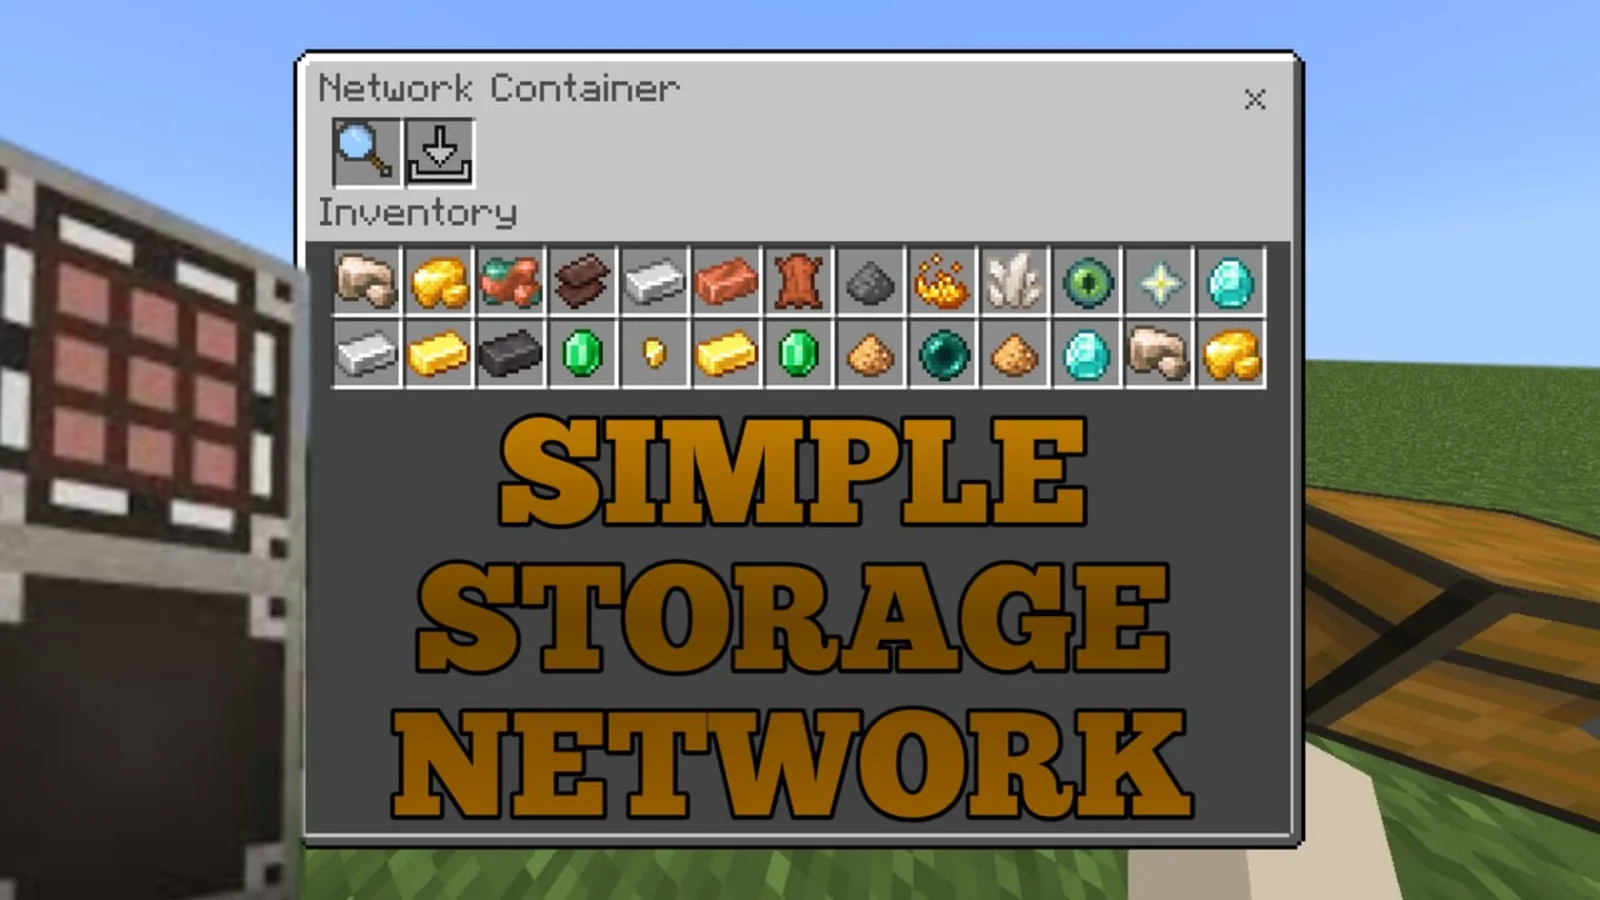 Network Container
Inventory
SIMPLE
STORAGE
NETWORK